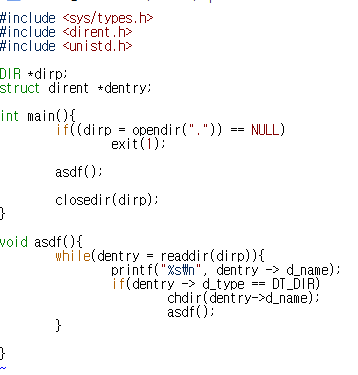 #include <sys/types.h>
#include <dirent.h>
#include <unistd.h>
DIR *dirp;
struct dirent *dentry;
int main(){
if((dirp = opendir(".")) == NULL)
exit(1);
asdf();
closedir(dirp);
}
void asdf(){
while(dentry = readdir(dirp)){
printf("%s₩n", dentry -> d_name);
if(dentry -> d_type == DT_DIR)
chdir(dentry->d_name);
asdf();
}
}
~